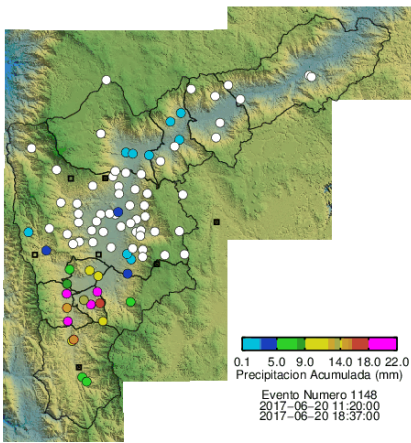 0.1 5.0 9.0 14.0 18.0 22.0
Precipitacion Acumulada (mm)
Evento Numero 1148
2017-06-20 11:20:00
2017-06-20 18:37:00